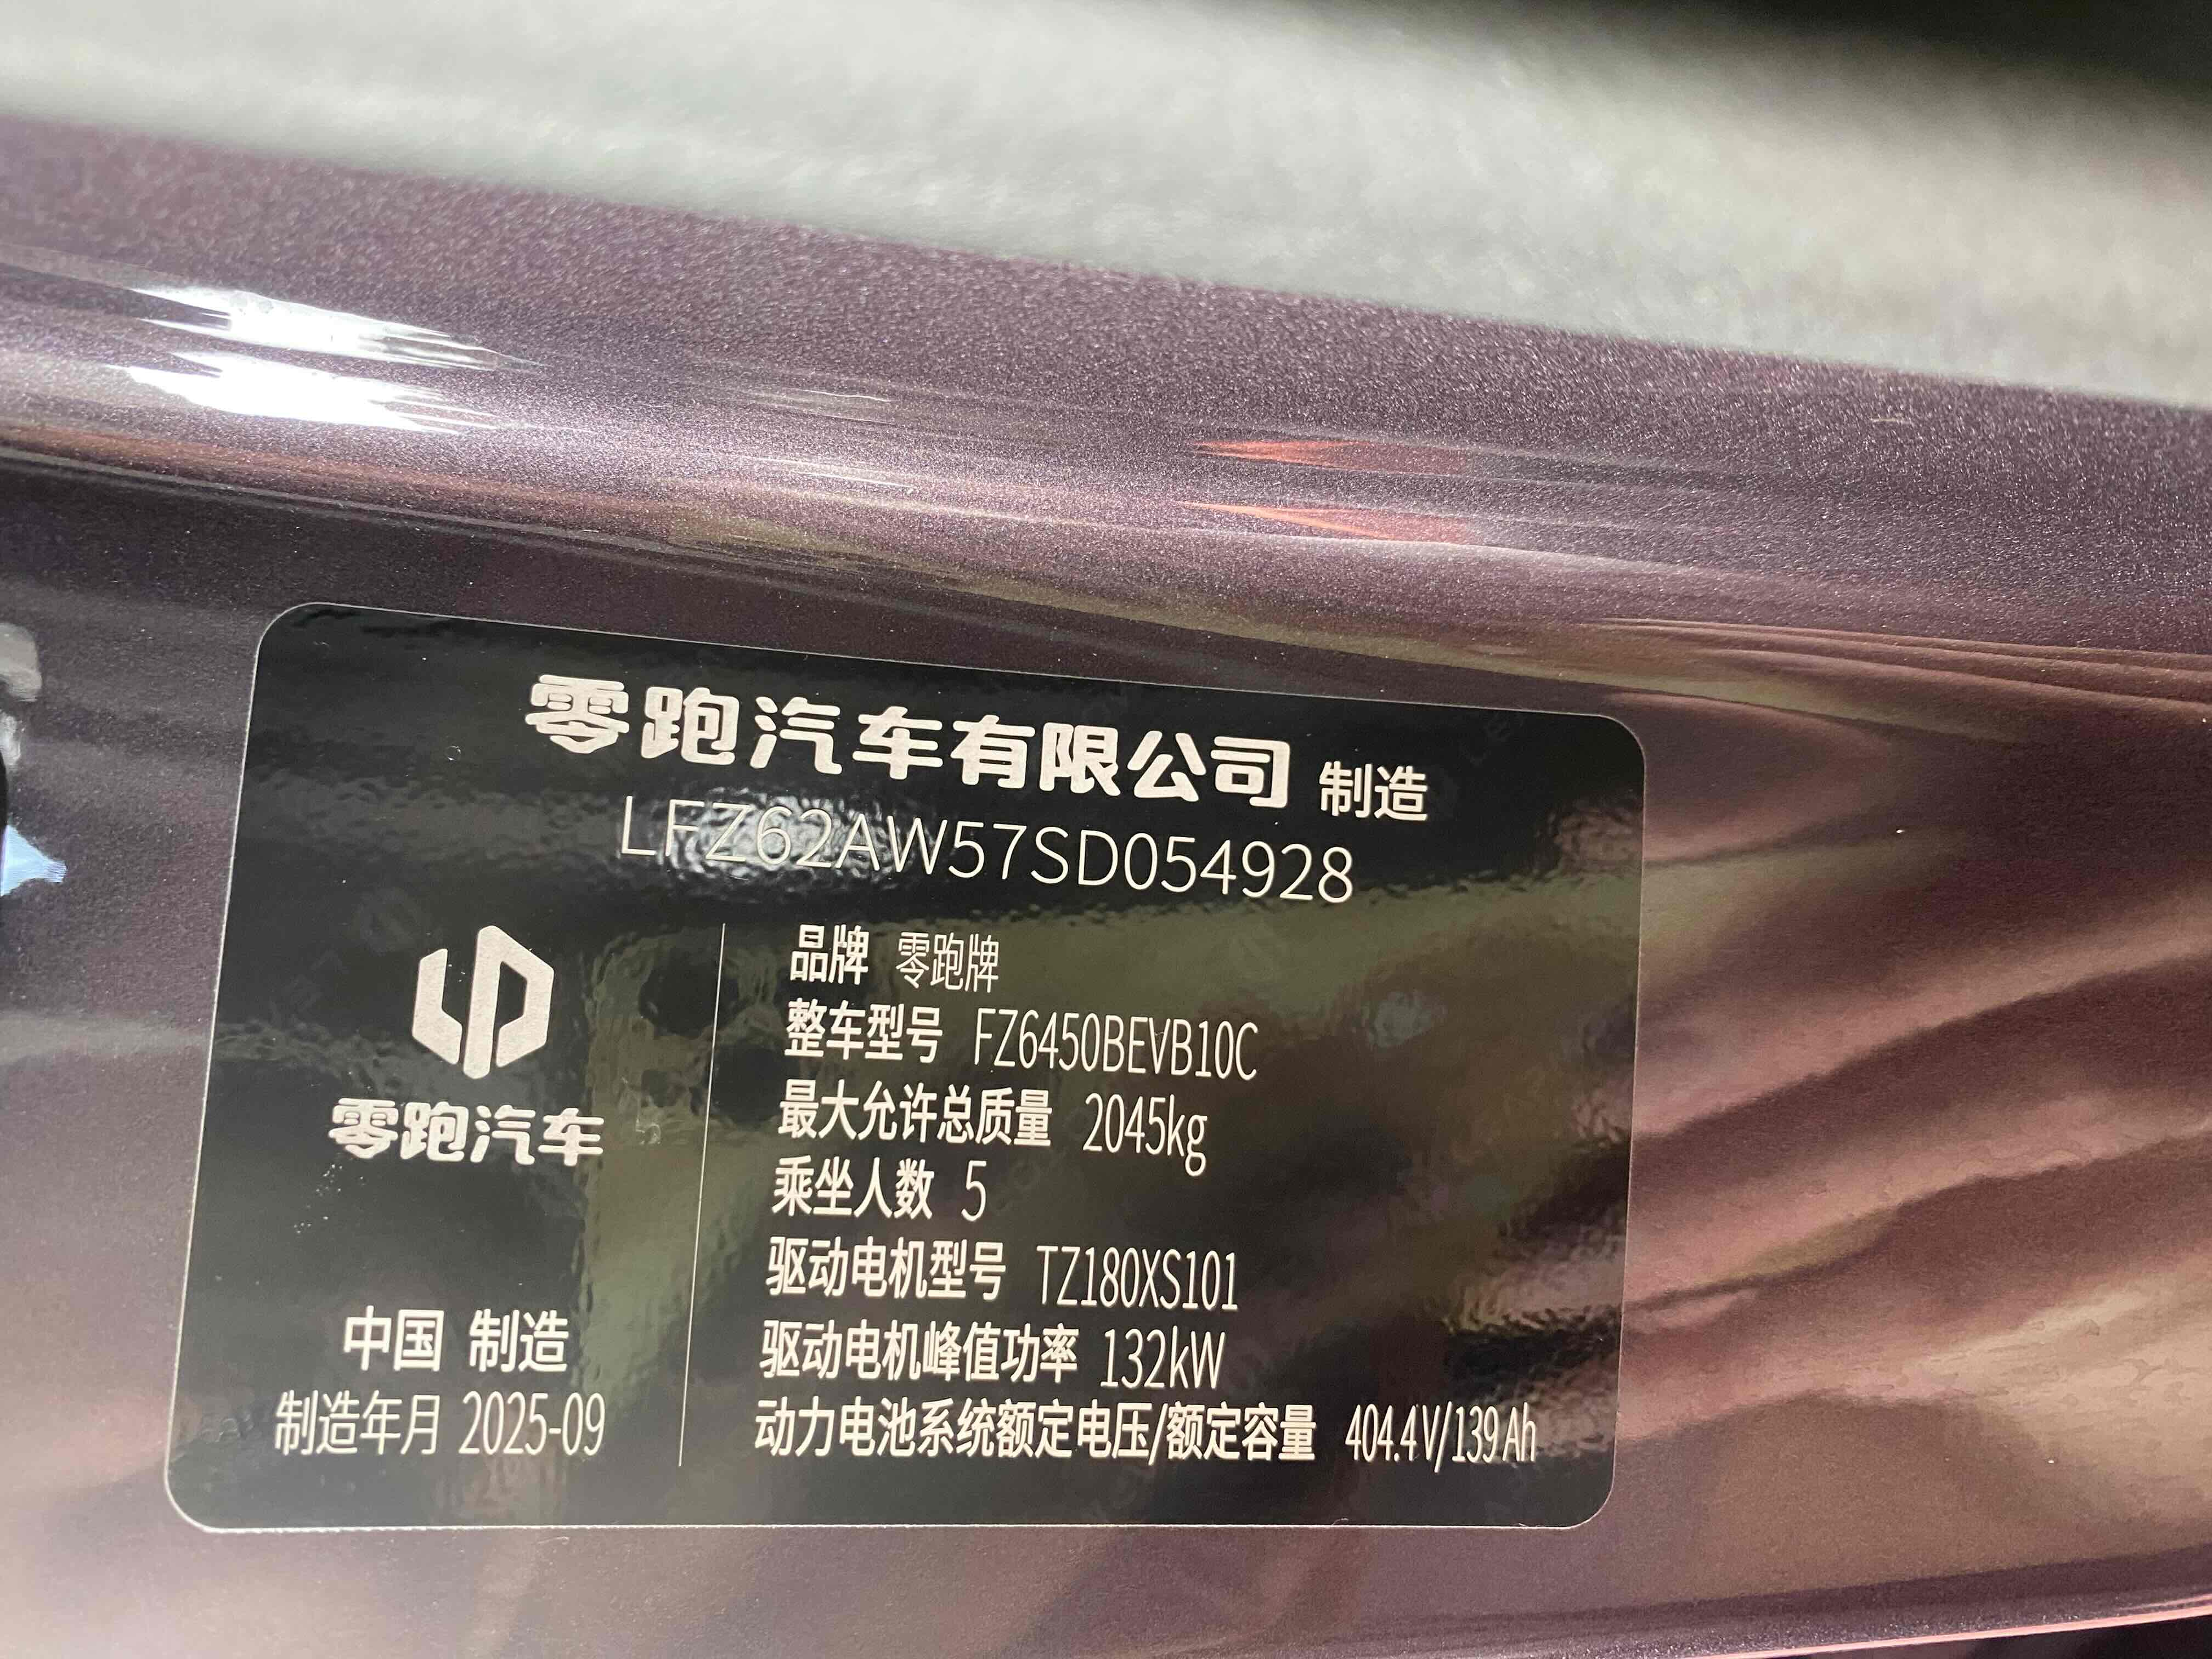 零跑汽车有限公司 制造
LFZ62AW57SD054928
零跑汽车
中国 制造
制造年月 2025-09
品牌 零跑牌
整车型号 FZ6450BEVB10C
最大允许总质量 2045kg
乘坐人数 5
驱动电机型号 TZ180XS101
驱动电机峰值功率 132kW
动力电池系统额定电压/额定容量 404.4V/139Ah